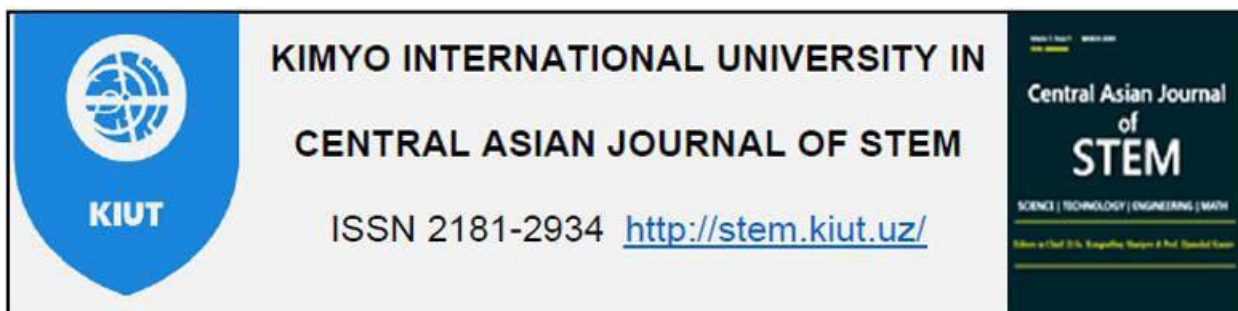 KIUT
KIMYO INTERNATIONAL UNIVERSITY IN
CENTRAL ASIAN JOURNAL OF STEM
ISSN 2181-2934 http://stem.kiut.uz/
Central Asian Journal
of
STEM
SCIENCE | TECHNOLOGY | ENGINEERING | MATH